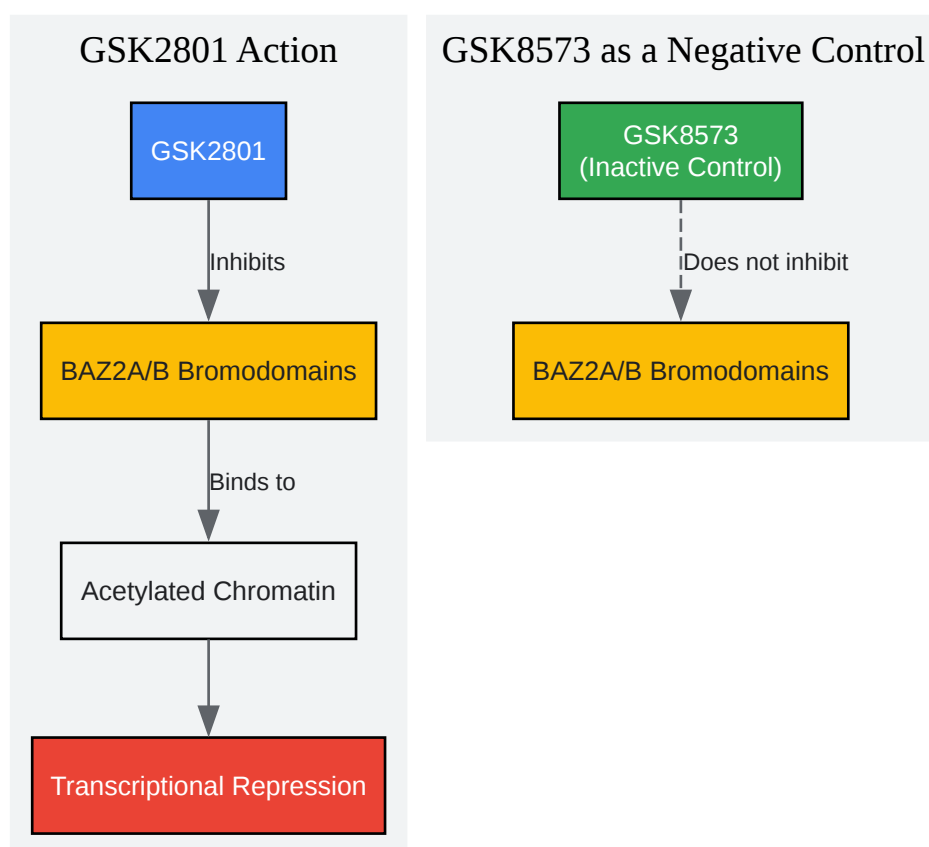 GSK2801 Action
GSK2801
Inhibits
BAZ2A/B Bromodomains
Binds to
Acetylated Chromatin
Transcriptional Repression
GSK8573 as a Negative Control
GSK8573
(Inactive Control)
Does not inhibit
BAZ2A/B Bromodomains